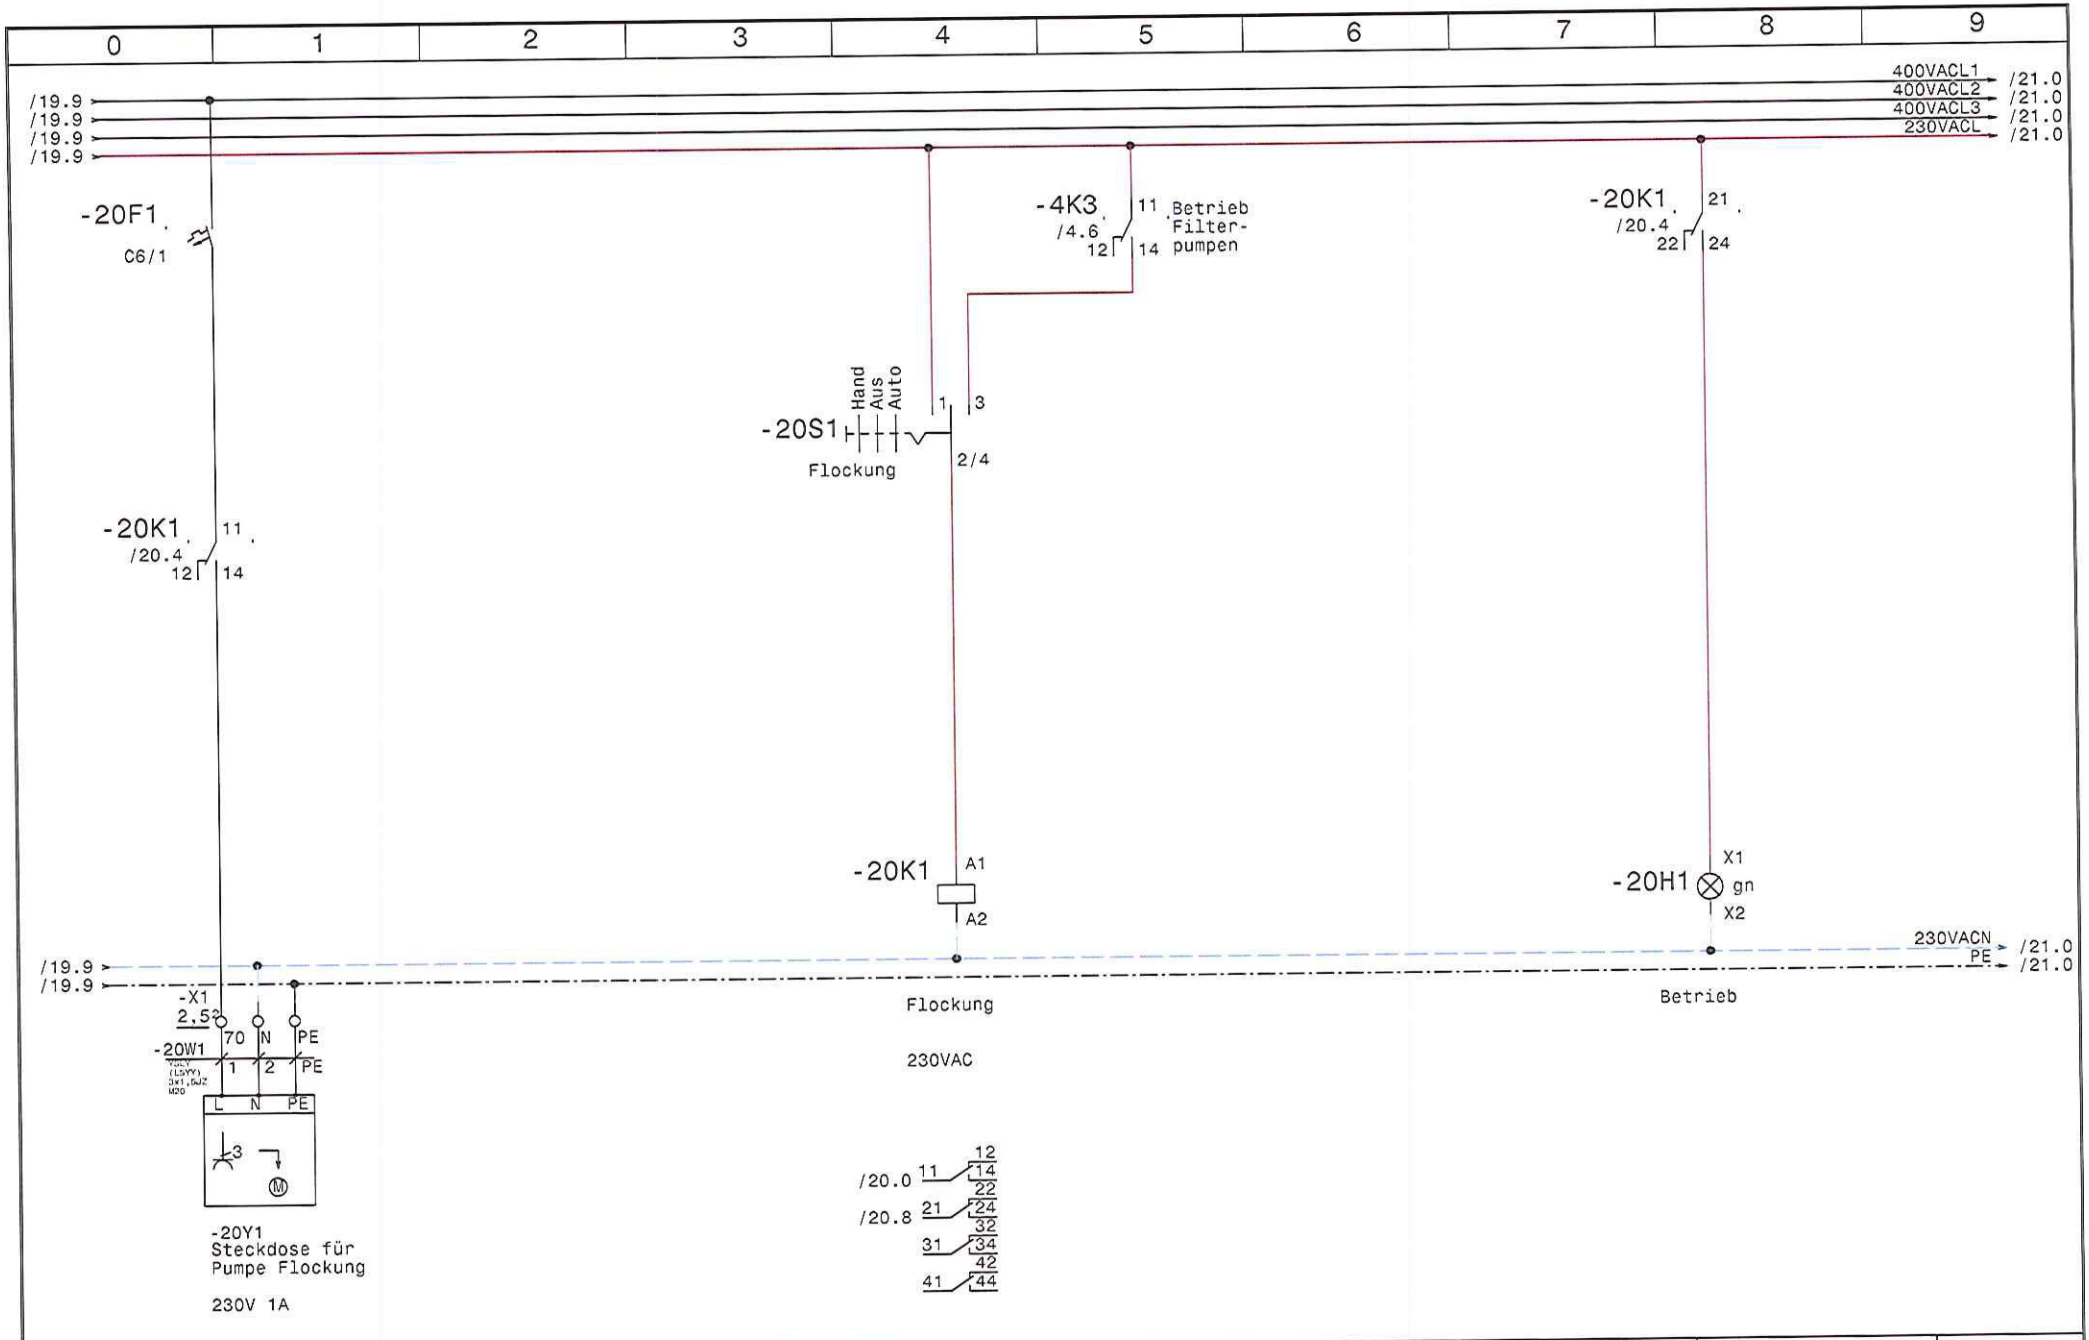 0 1 2 3 4 5 6 7 8 9
400VACL1
/19.9 /21.0
400VACL2
/19.9 /21.0
400VACL3
/19.9 /21.0
230VACL
/19.9 /21.0
-20F1
C6/1
-4K3 11 Betrieb
/4.6 Filter-
12 14 pumpen
-20K1 21
/20.4
22 24
Hand
Aus
Auto
1 3
-20S1
2/4
Flockung
-20K1 11
/20.4
12 14
-20K1 A1
A2
X1
-20H1 gn
X2
230VACN
/19.9 /21.0
PE
/19.9 /21.0
-X1
2,5²
70 N PE
-20W1
1 2 PE
(LSYY)
3x1,5JZ
M20
L N PE
3
M
-20Y1
Steckdose für
Pumpe Flockung
230V 1A
Flockung
230VAC
Betrieb
12
/20.0 11 14
22
/20.8 21 24
32
31 34
42
41 44